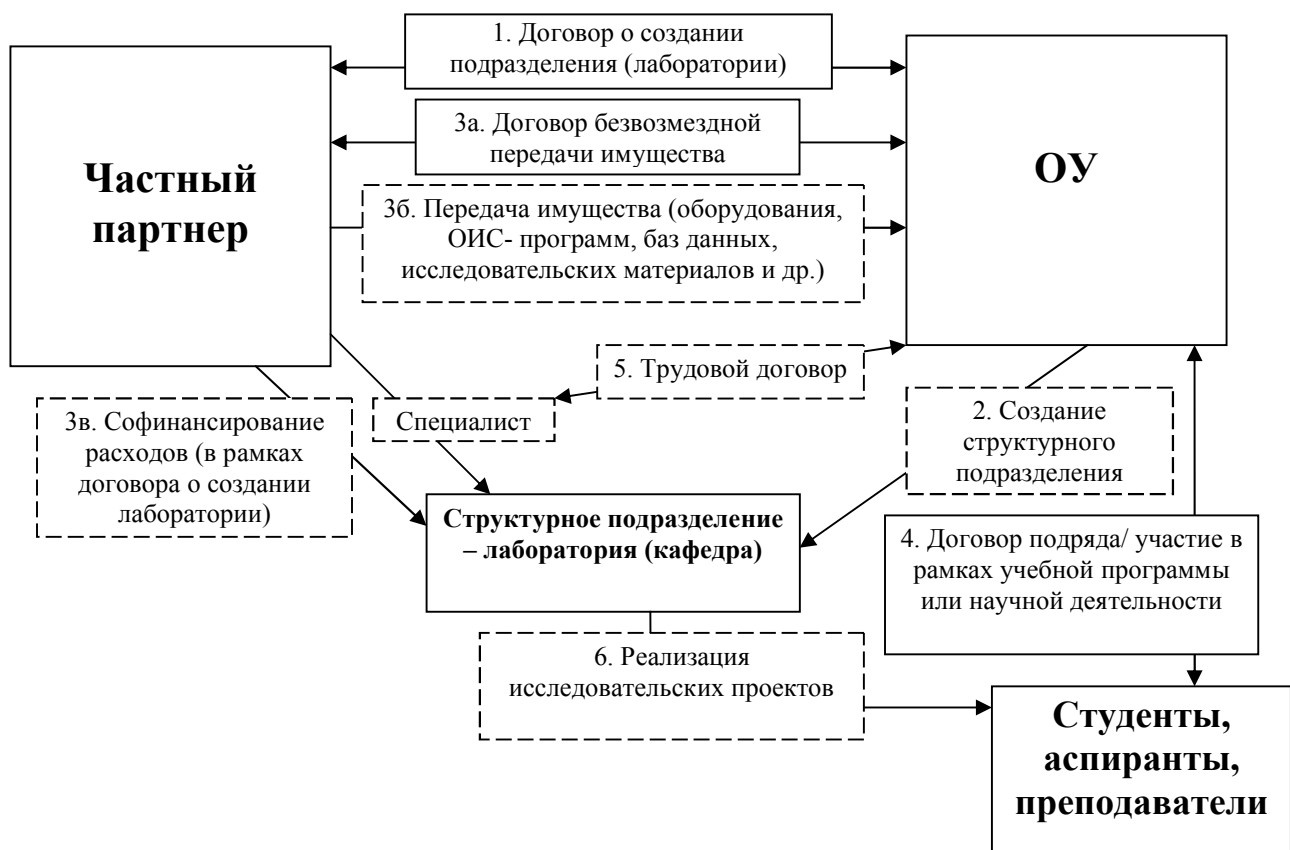 1. Договор о создании
подразделения (лаборатории)
3а. Договор безвозмездной
передачи имущества
Частный
партнер
ОУ
3б. Передача имущества (оборудования,
ОИС- программ, баз данных,
исследовательских материалов и др.)
5. Трудовой договор
Специалист
3в. Софинансирование
расходов (в рамках
договора о создании
лаборатории)
2. Создание
структурного
подразделения
Структурное подразделение
– лаборатория (кафедра)
4. Договор подряда/ участие в
рамках учебной программы
или научной деятельности
6. Реализация
исследовательских проектов
Студенты,
аспиранты,
преподаватели